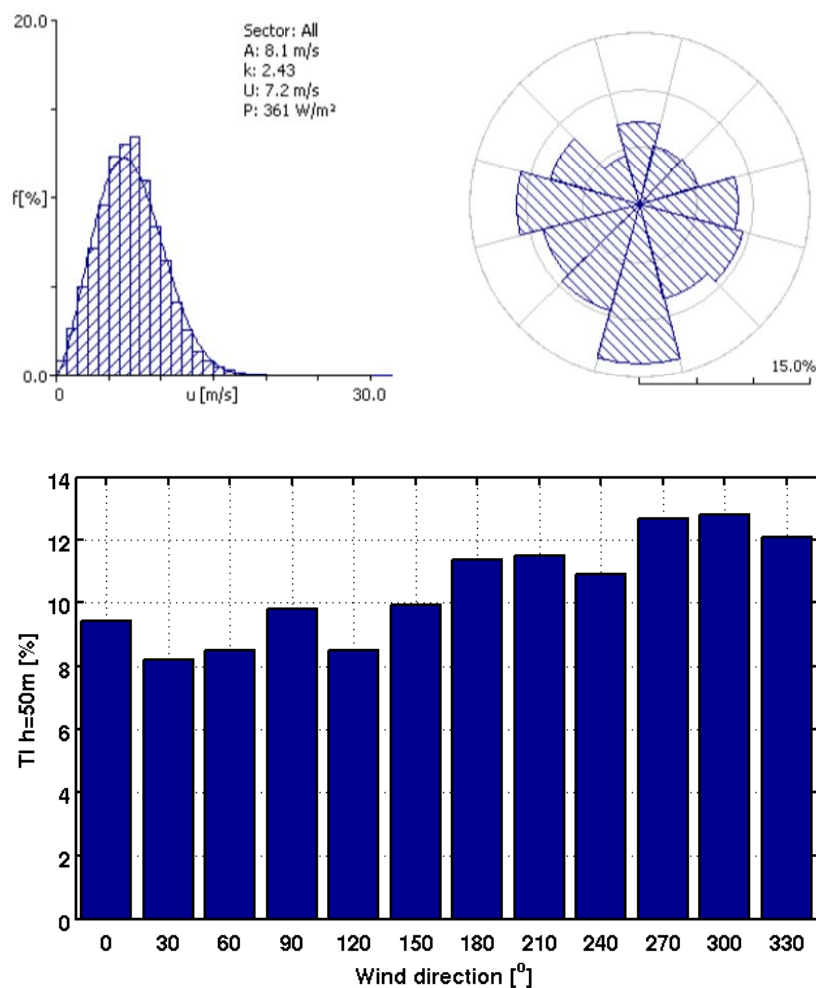 20.0
Sector: All
A: 8.1 m/s
k: 2.43
U: 7.2 m/s
P: 361 W/m²
f[%]
0.0
0
u [m/s]
30.0
15.0%
14
12
10
8
6
4
2
0
TI h=50m [%]
0 30 60 90 120 150 180 210 240 270 300 330
Wind direction [⁰]